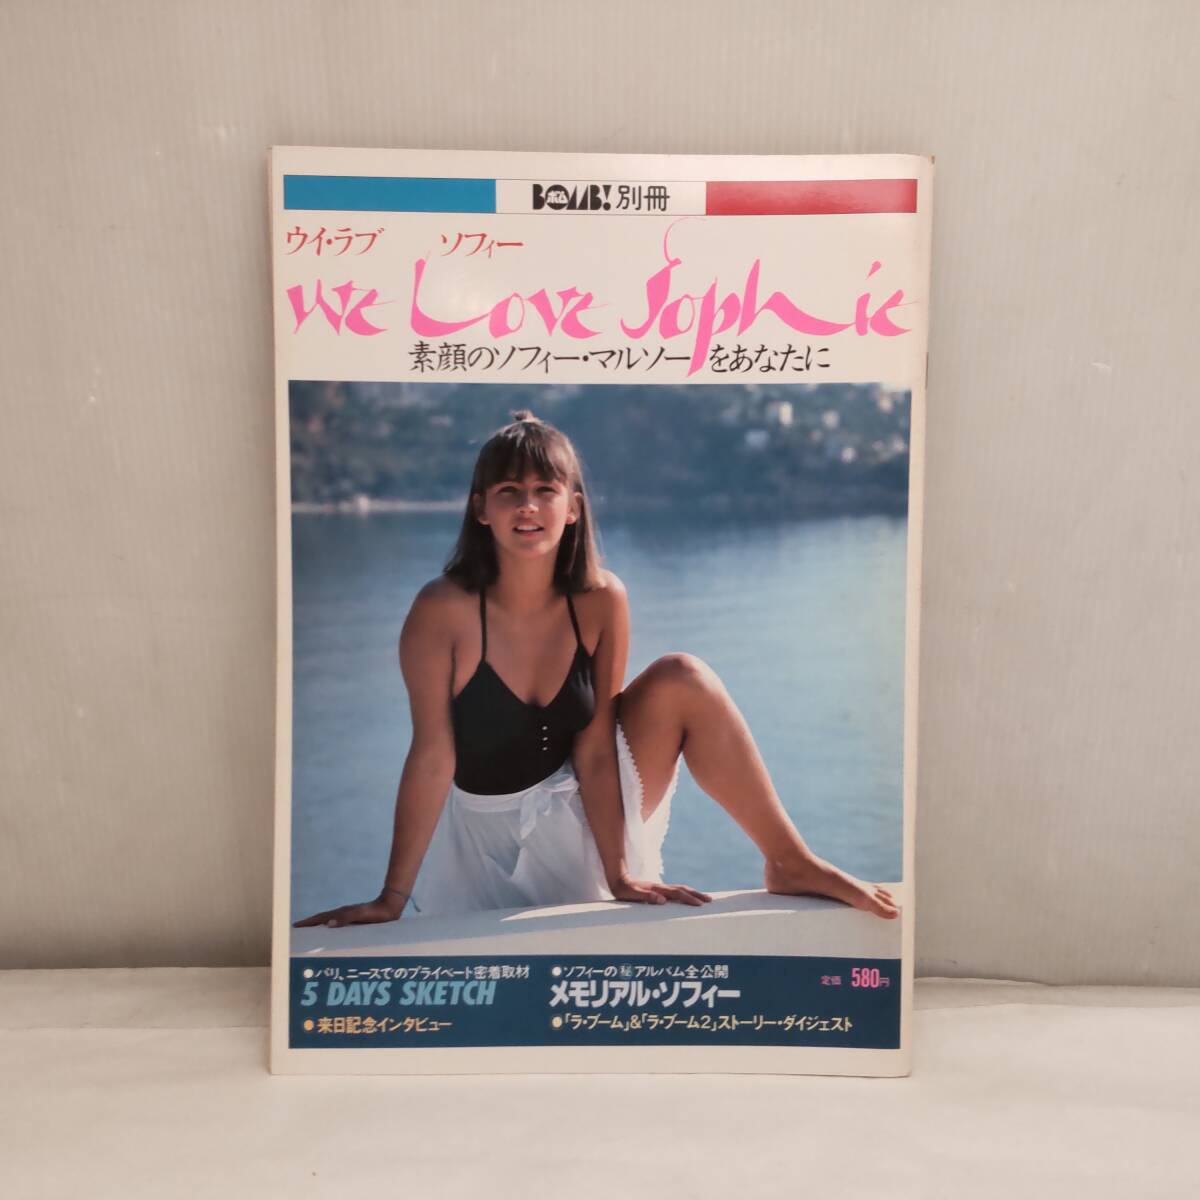 BOMB!ボム別冊
ウイ・ラブ ソフィー
We Love Sophie
素顔のソフィー・マルソーをあなたに
●パリ、ニースでのプライベート密着取材
5 DAYS SKETCH
●来日記念インタビュー
●ソフィーの㊙アルバム全公開
メモリアル・ソフィー
●「ラ・ブーム」&「ラ・ブーム2」ストーリー・ダイジェスト
定価 580円